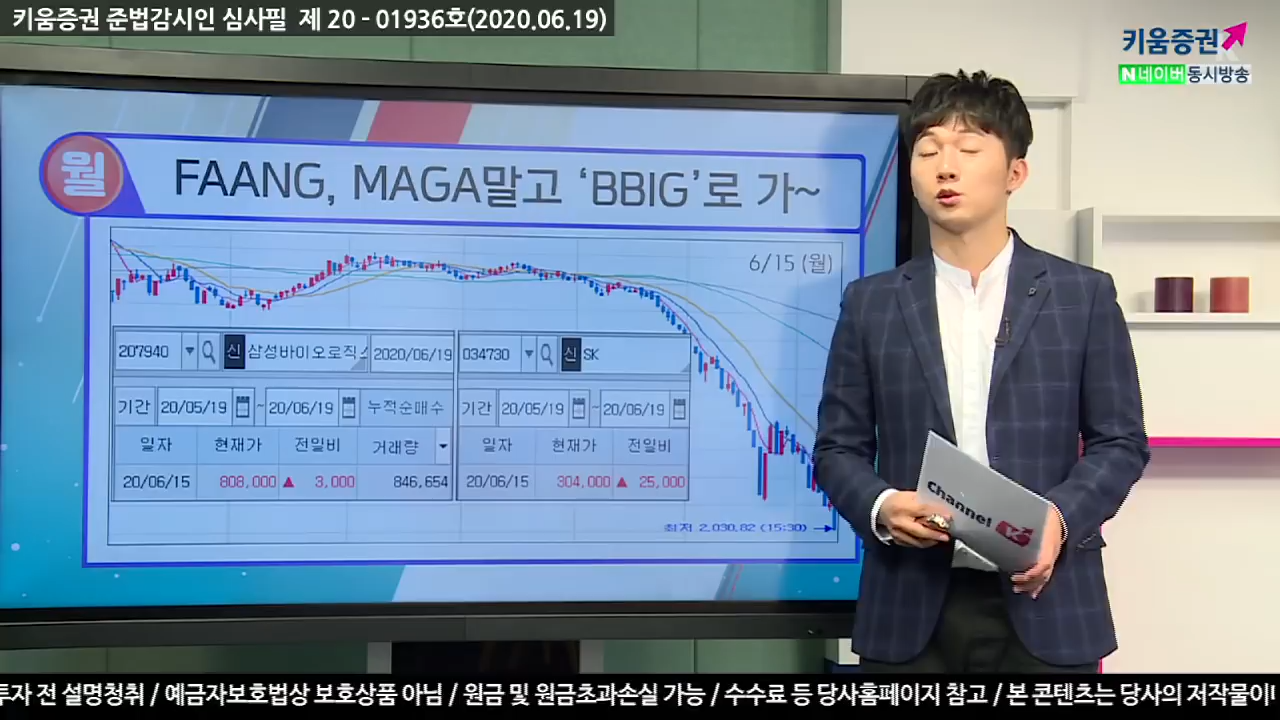 키움증권 준법감시인 심사필 제 20 - 01936호(2020.06.19)
키움증권
N 네이버 동시방송
월
FAANG, MAGA말고 ‘BBIG’로 가~
6/15 (월)
207940 신 삼성바이오로직스 2020/06/19
034730 신 SK
기간 20/05/19 ~ 20/06/19 누적순매수
기간 20/05/19 ~ 20/06/19
일자 현재가 전일비 거래량
일자 현재가 전일비
20/06/15 808,000 ▲ 3,000 846,654
20/06/15 304,000 ▲ 25,000
최저 2,030.82 (15:30)
Channel K
투자 전 설명청취 / 예금자보호법상 보호상품 아님 / 원금 및 원금초과손실 가능 / 수수료 등 당사홈페이지 참고 / 본 콘텐츠는 당사의 저작물이